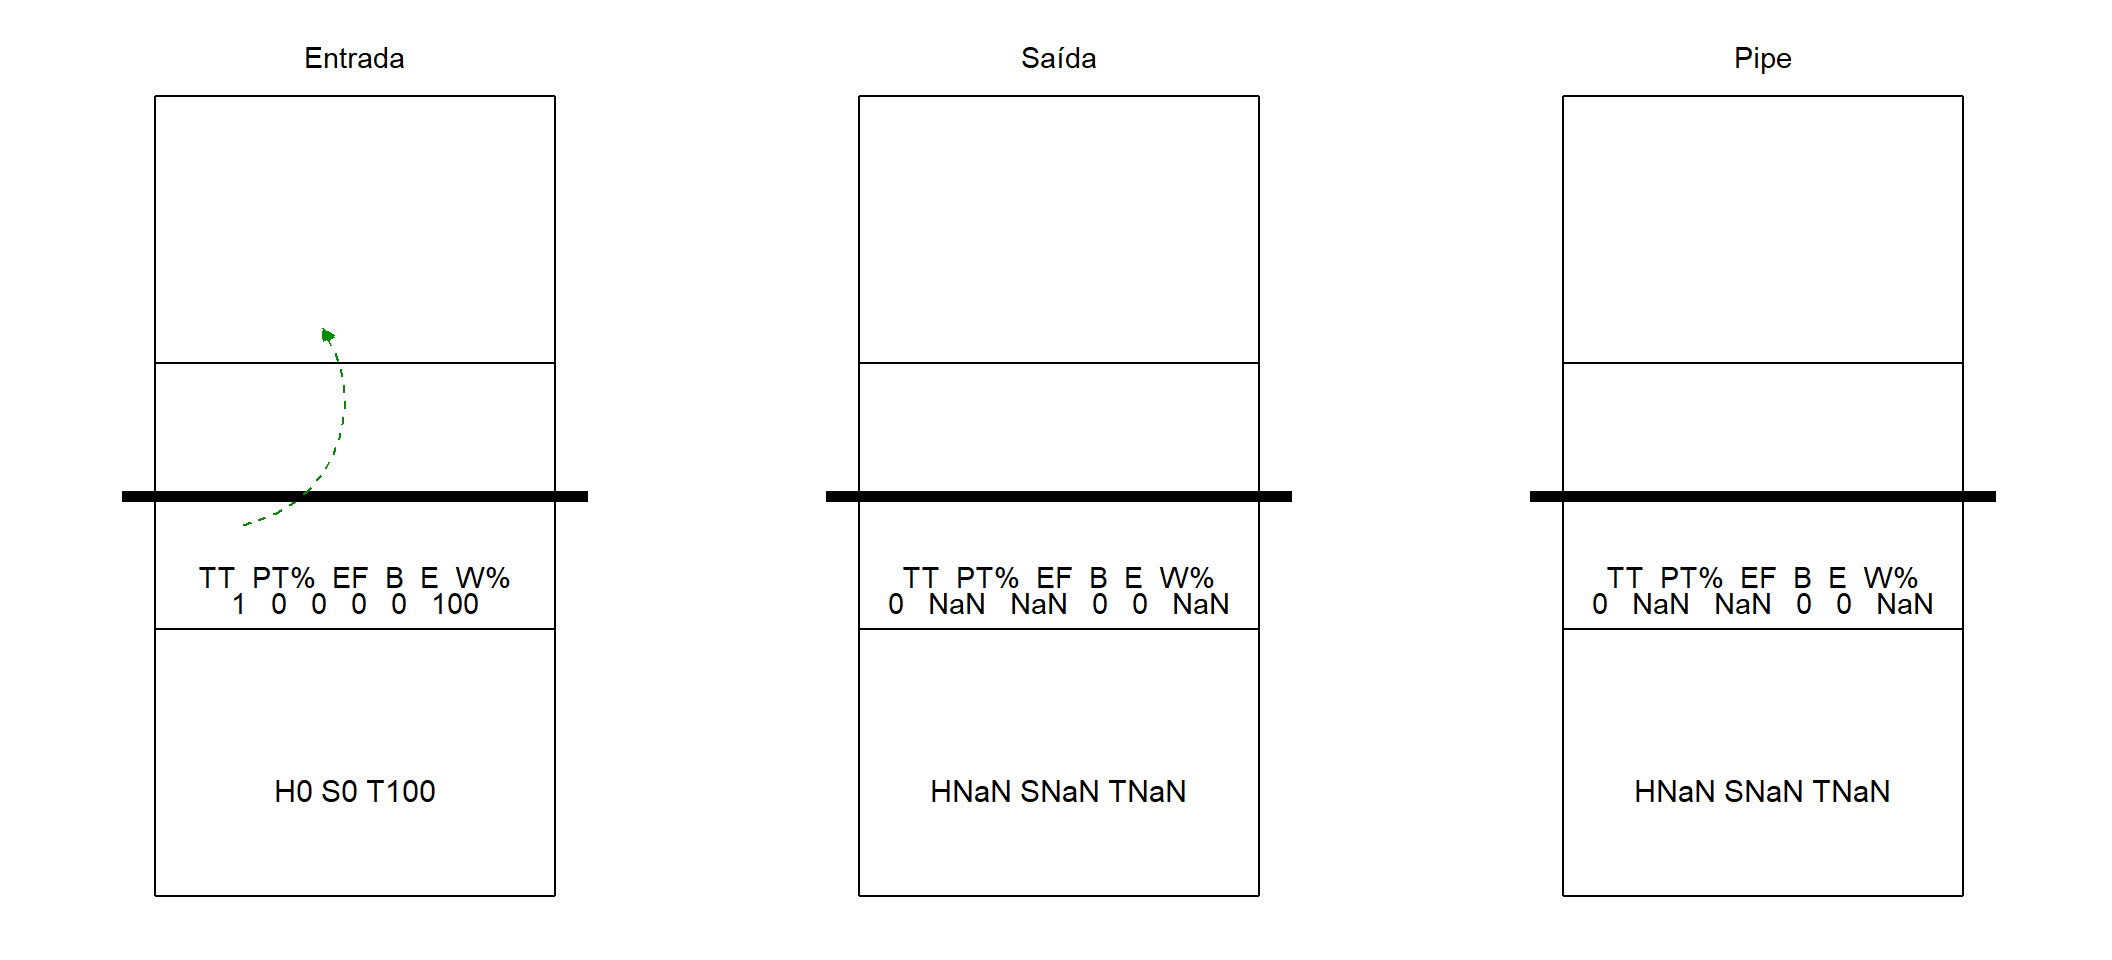 Entrada
TT PT% EF B E W%
1 0 0 0 0 100
H0 S0 T100
Saída
TT PT% EF B E W%
0 NaN NaN 0 0 NaN
HNaN SNaN TNaN
Pipe
TT PT% EF B E W%
0 NaN NaN 0 0 NaN
HNaN SNaN TNaN